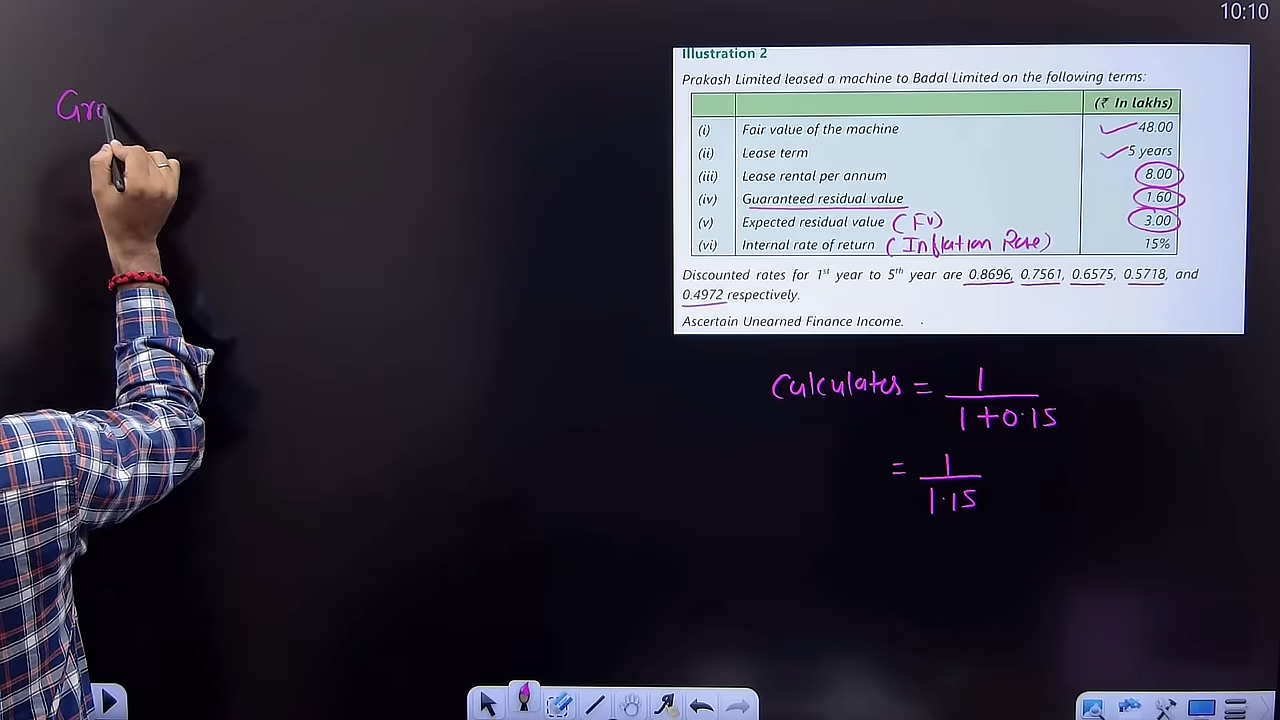 10:10
Gro
Illustration 2
Prakash Limited leased a machine to Badal Limited on the following terms:
(₹ In lakhs)
(i) Fair value of the machine 48.00
(ii) Lease term 5 years
(iii) Lease rental per annum 8.00
(iv) Guaranteed residual value 1.60
(v) Expected residual value (FV) 3.00
(vi) Internal rate of return (Inflation Rate) 15%
Discounted rates for 1st year to 5th year are 0.8696, 0.7561, 0.6575, 0.5718, and
0.4972 respectively.
Ascertain Unearned Finance Income.
Calculates = 1
1+0.15
= 1
1.15